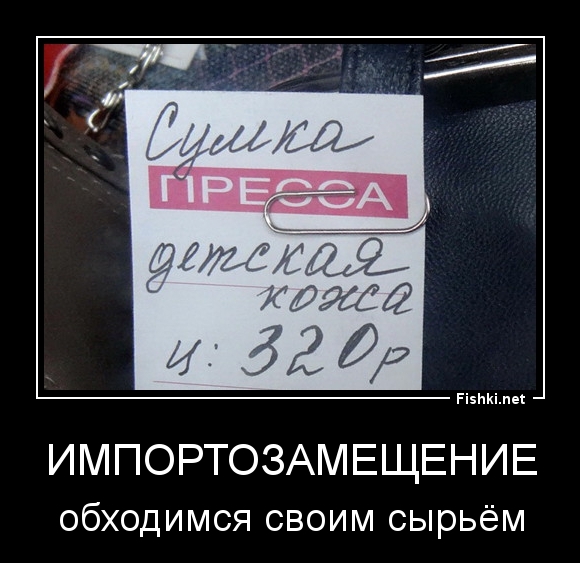 Сумка
ПРЕССА
детская
кожа
ц: 320р
Fishki.net
ИМПОРТОЗАМЕЩЕНИЕ
обходимся своим сырьём